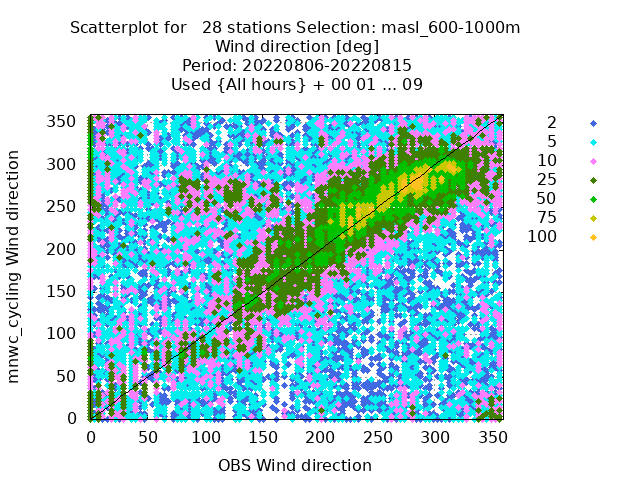 Scatterplot for   28 stations Selection: masl_600-1000m
Wind direction [deg]
Period: 20220806-20220815
Used {All hours} + 00 01 ... 09
mnwc_cycling Wind direction
350
300
250
200
150
100
50
0
0 50 100 150 200 250 300 350
OBS Wind direction
2
5
10
25
50
75
100